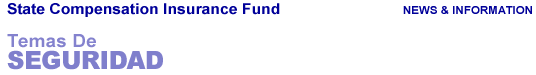 State Compensation Insurance Fund
NEWS & INFORMATION
Temas De
SEGURIDAD